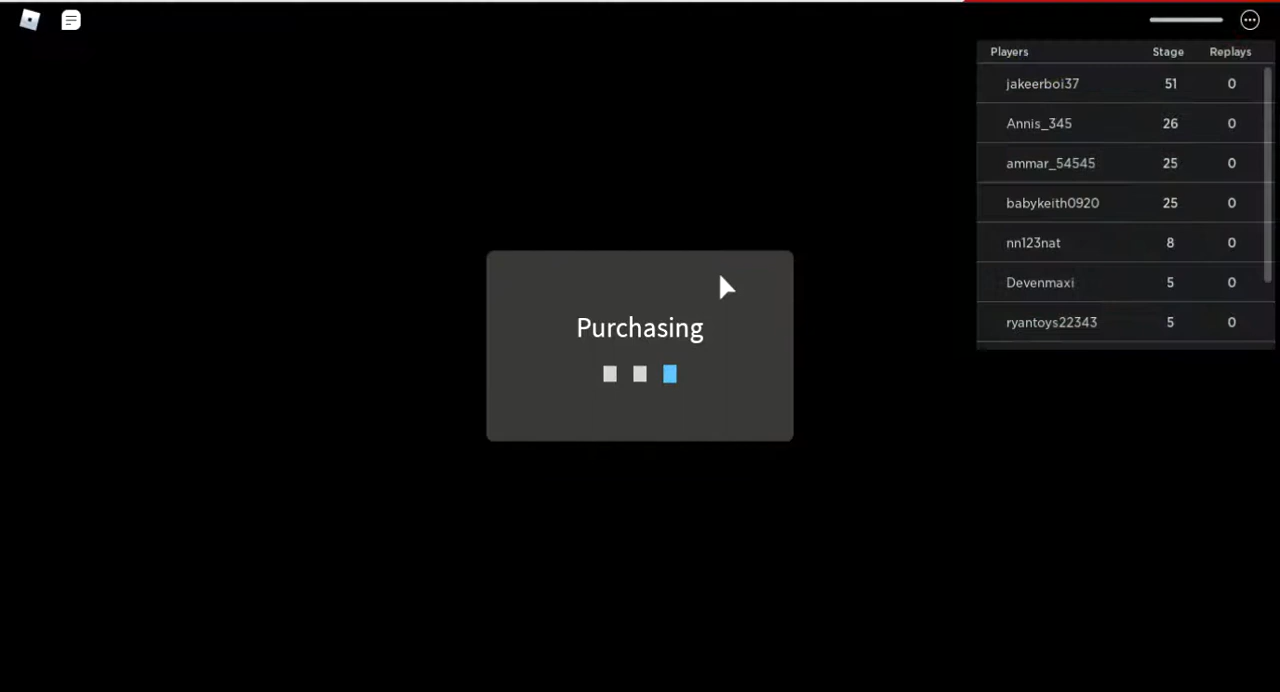 Players Stage Replays
jakeerboi37 51 0
Annis_345 26 0
ammar_54545 25 0
babykeith0920 25 0
nn123nat 8 0
Devenmaxi 5 0
ryantoys22343 5 0
Purchasing